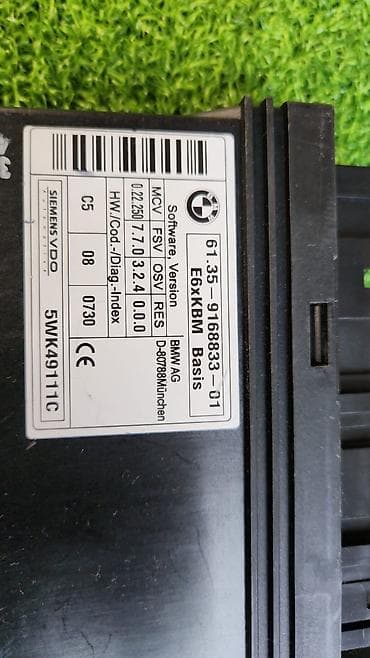 BMW
61.35-9168833-01
E6xKBM Basis
Software, Version
BMW AG
D-80788München
MCV FSV OSV RES
0.22.250 7.7.0 3.2.4 0.0.0
HW./Cod.-/Diag.-Index
C5 08 0730
CE
SIEMENS VDO
5WK49111C